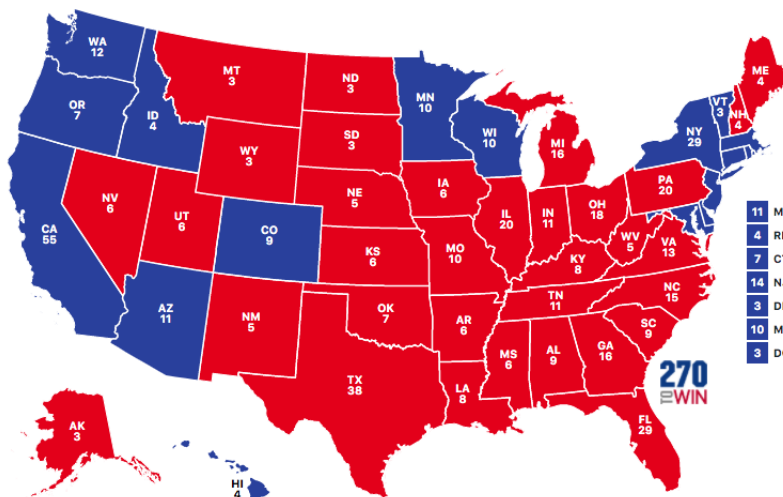 WA
12
MT
3
ND
3
MN
10
ME
4
VT
3
NH
4
OR
7
ID
4
SD
3
WI
10
NY
29
MI
16
WY
3
IA
6
PA
20
NV
6
NE
5
IL
20
IN
11
OH
18
UT
6
CA
55
CO
9
WV
5
VA
13
KS
6
MO
10
KY
8
NC
15
TN
11
AZ
11
NM
5
OK
7
AR
6
SC
9
MS
6
AL
9
GA
16
TX
38
LA
8
FL
29
AK
3
HI
4
11 M
4 RI
7 CT
14 N
3 D
10 M
3 D
270
TO WIN